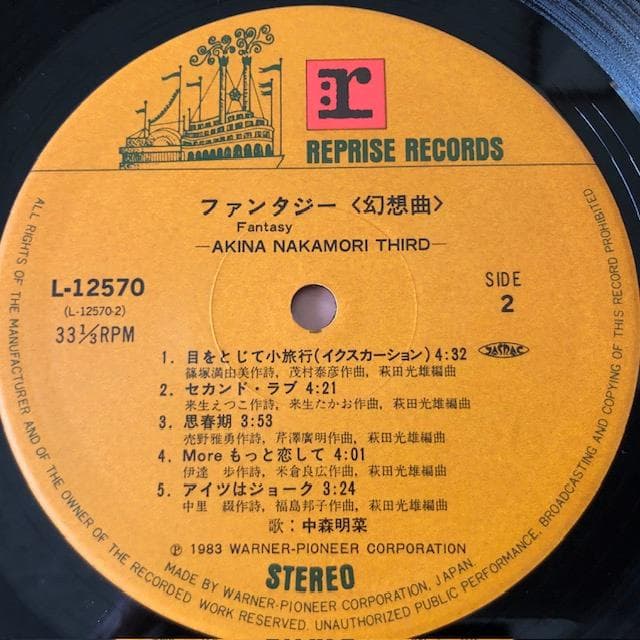 r
REPRISE RECORDS
ファンタジー〈幻想曲〉
Fantasy
—AKINA NAKAMORI THIRD—
L-12570
(L-12570-2)
33⅓RPM
SIDE
2
JASRAC
1. 目をとじて小旅行(イクスカーション) 4:32
篠塚満由美作詩, 茂村泰彦作曲, 萩田光雄編曲
2. セカンド・ラブ 4:21
来生えつこ作詩, 来生たかお作曲, 萩田光雄編曲
3. 思春期 3:53
売野雅勇作詩, 芹澤廣明作曲, 萩田光雄編曲
4. More もっと恋して 4:01
伊達 歩作詩, 米倉良広作曲, 萩田光雄編曲
5. アイツはジョーク 3:24
中里 綴作詩, 福島邦子作曲, 萩田光雄編曲
歌:中森明菜
Ⓟ 1983 WARNER-PIONEER CORPORATION
STEREO
MADE BY WARNER-PIONEER CORPORATION, JAPAN.
ALL RIGHTS OF THE MANUFACTURER AND OF THE OWNER OF THE RECORDED WORK RESERVED. UNAUTHORIZED PUBLIC PERFORMANCE, BROADCASTING AND COPYING OF THIS RECORD PROHIBITED